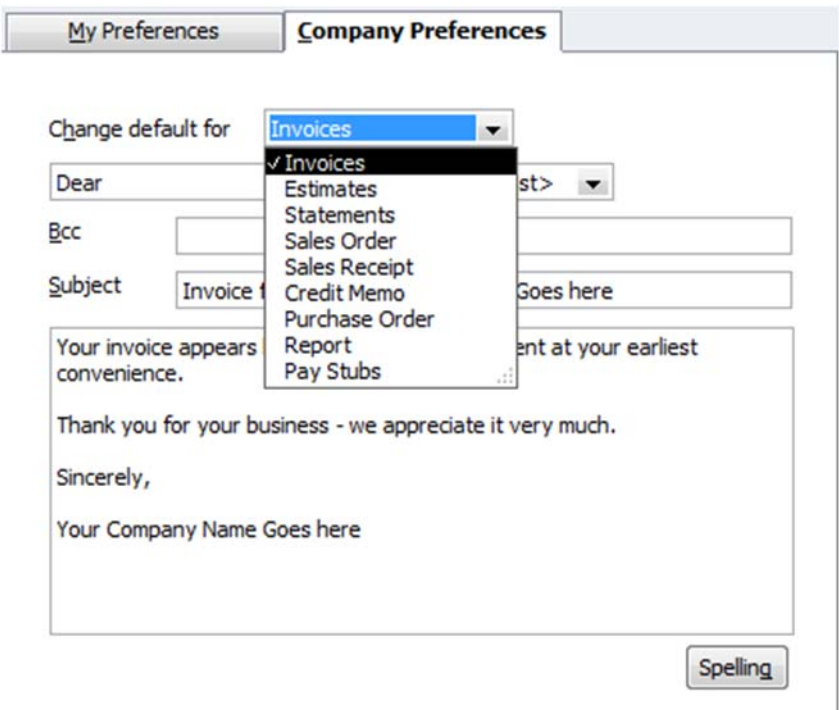 My Preferences
Company Preferences
Change default for Invoices
✓ Invoices
Estimates
Statements
Sales Order
Sales Receipt
Credit Memo
Purchase Order
Report
Pay Stubs
Dear st>
Bcc
Subject Invoice Goes here
Your invoice appears ent at your earliest
convenience.
Thank you for your business - we appreciate it very much.
Sincerely,
Your Company Name Goes here
Spelling